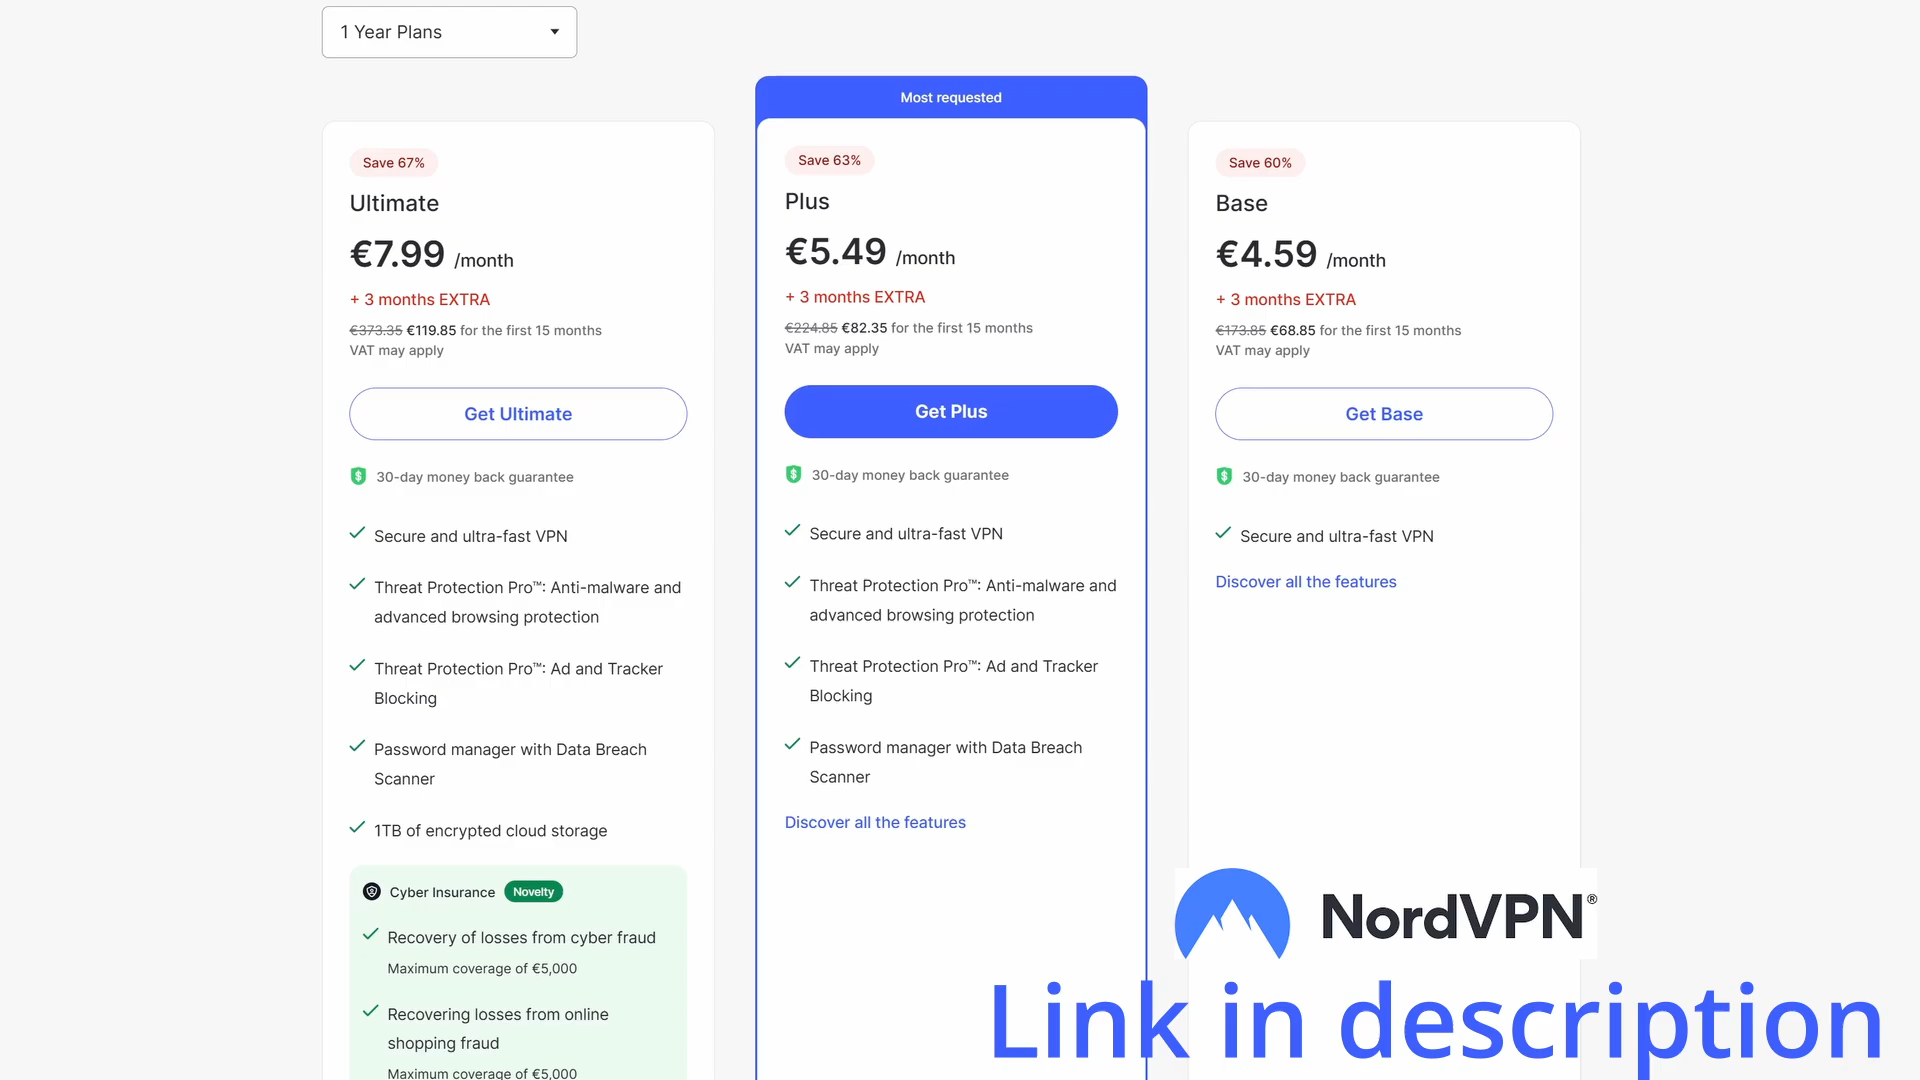 1 Year Plans
Save 67%
Ultimate
€7.99 /month
+ 3 months EXTRA
€373.35 €119.85 for the first 15 months
VAT may apply
Get Ultimate
30-day money back guarantee
Secure and ultra-fast VPN
Threat Protection Pro™: Anti-malware and
advanced browsing protection
Threat Protection Pro™: Ad and Tracker
Blocking
Password manager with Data Breach
Scanner
1TB of encrypted cloud storage
Cyber Insurance Novelty
Recovery of losses from cyber fraud
Maximum coverage of €5,000
Recovering losses from online
shopping fraud
Maximum coverage of €5,000
Most requested
Save 63%
Plus
€5.49 /month
+ 3 months EXTRA
€224.85 €82.35 for the first 15 months
VAT may apply
Get Plus
30-day money back guarantee
Secure and ultra-fast VPN
Threat Protection Pro™: Anti-malware and
advanced browsing protection
Threat Protection Pro™: Ad and Tracker
Blocking
Password manager with Data Breach
Scanner
Discover all the features
Save 60%
Base
€4.59 /month
+ 3 months EXTRA
€173.85 €68.85 for the first 15 months
VAT may apply
Get Base
30-day money back guarantee
Secure and ultra-fast VPN
Discover all the features
NordVPN®
Link in description